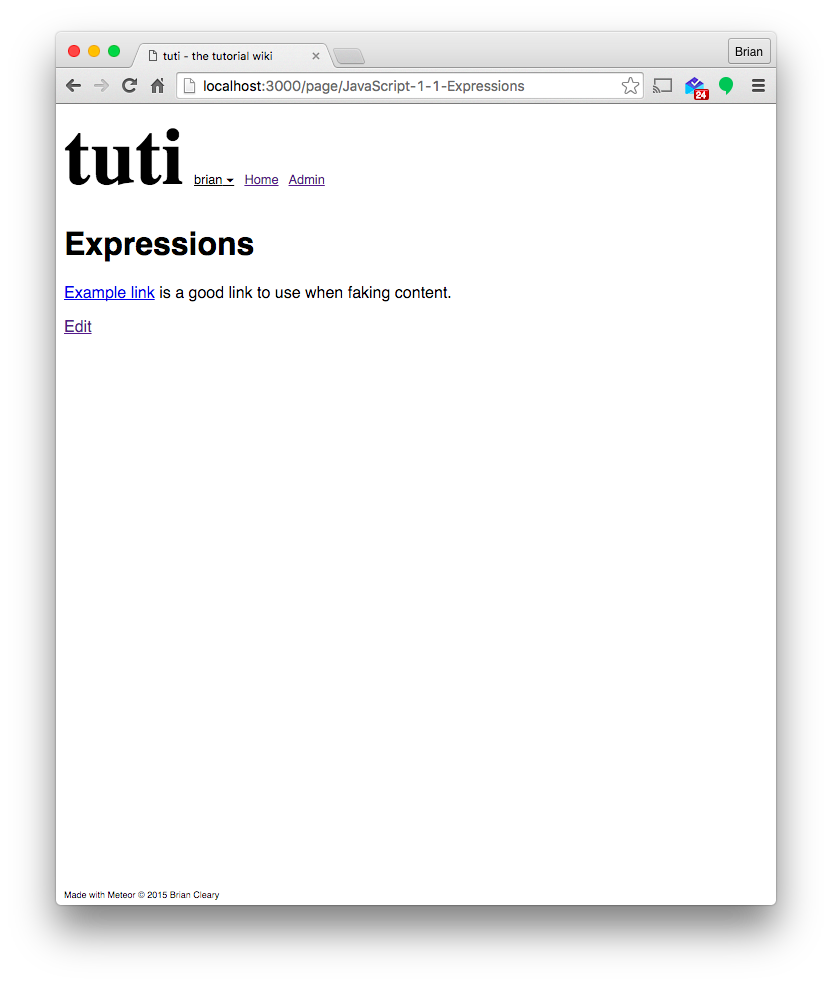 tuti - the tutorial wiki
Brian
localhost:3000/page/JavaScript-1-1-Expressions
24
tuti brian Home Admin
Expressions
Example link is a good link to use when faking content.
Edit
Made with Meteor © 2015 Brian Cleary